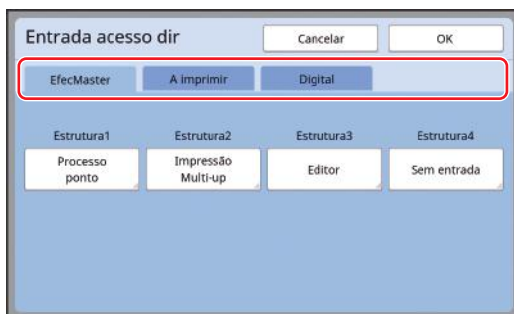 Entrada acesso dir
Cancelar
OK
EfecMaster
A imprimir
Digital
Estrutura1
Estrutura2
Estrutura3
Estrutura4
Processo
ponto
Impressão
Multi-up
Editor
Sem entrada